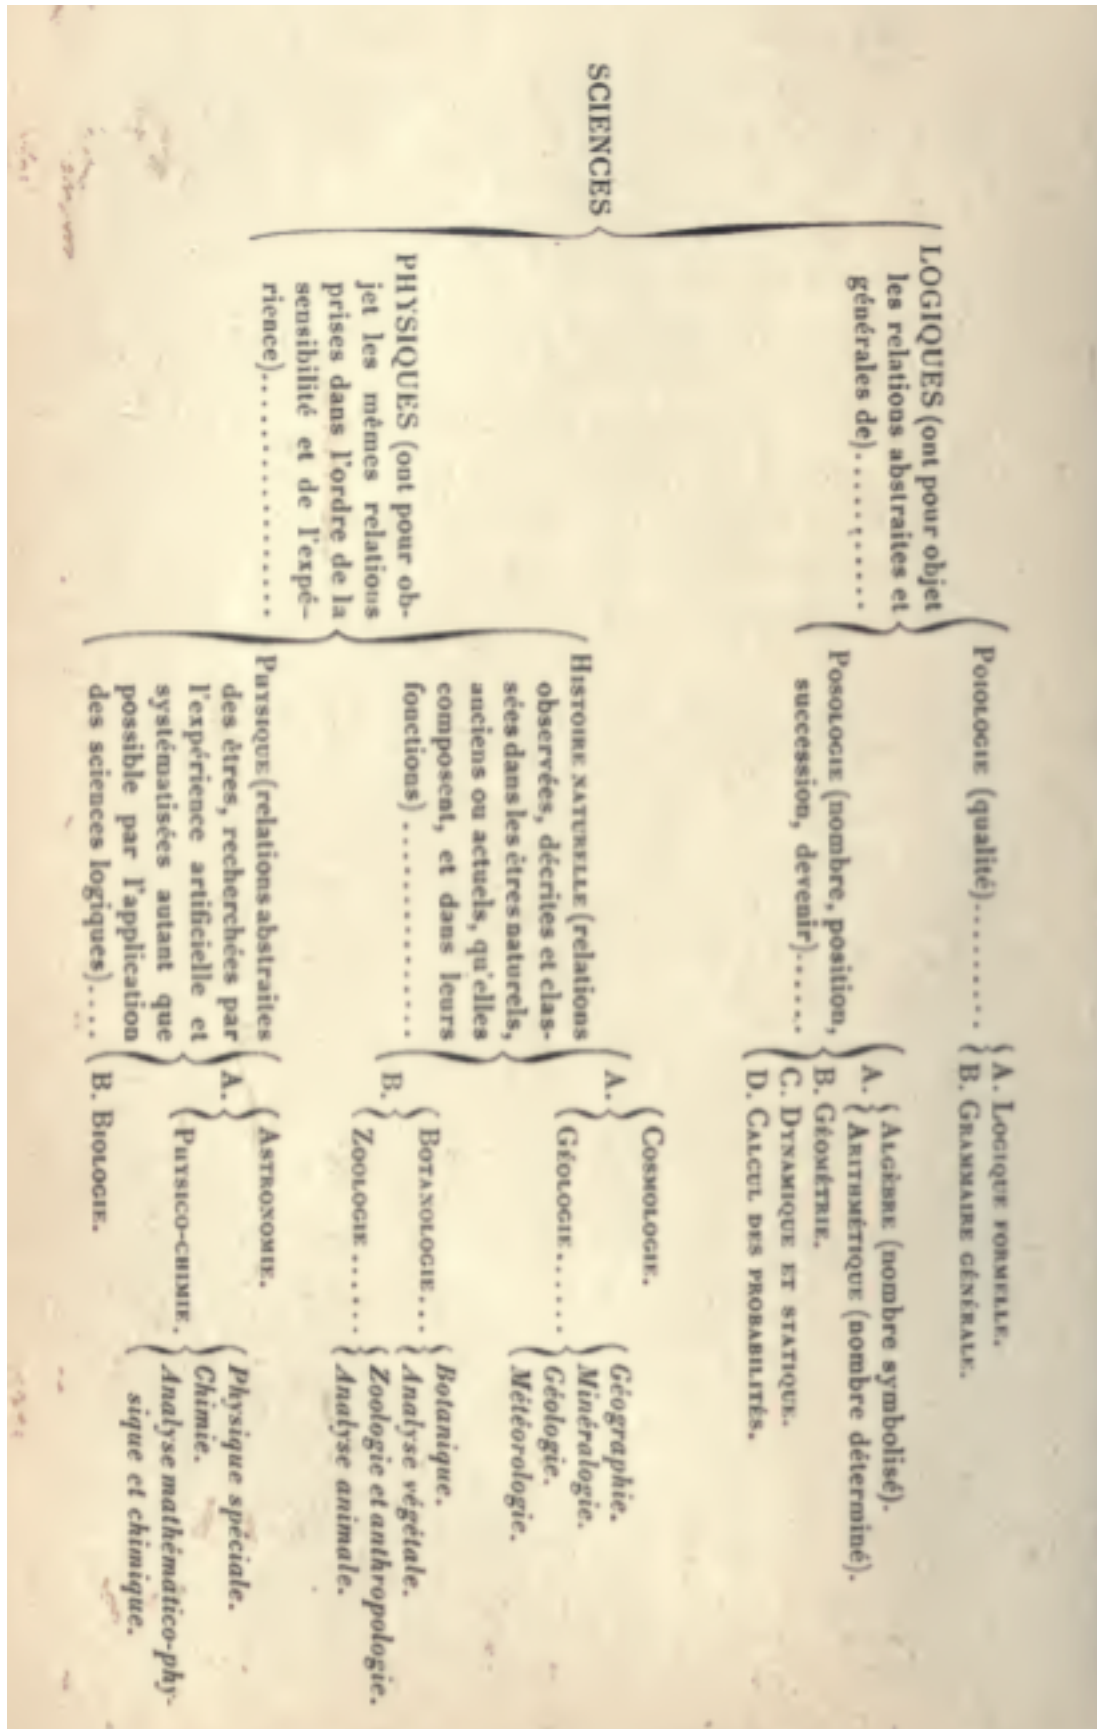 SCIENCES
LOGIQUES (ont pour objet
les relations abstraites et
générales de)..........
POIOLOGIE (qualité)........
A. LOGIQUE FORMELLE.
B. GRAMMAIRE GÉNÉRALE.
POSOLOGIE (nombre, position,
succession, devenir)......
A.
ALGÈBRE (nombre symbolisé).
ARITHMÉTIQUE (nombre déterminé).
B. GÉOMÉTRIE.
C. DYNAMIQUE ET STATIQUE.
D. CALCUL DES PROBABILITÉS.
PHYSIQUES (ont pour ob-
jet les mêmes relations
prises dans l'ordre de la
sensibilité et de l'expé-
rience)................
HISTOIRE NATURELLE (relations
observées, décrites et clas-
sées dans les êtres naturels,
anciens ou actuels, qu'elles
composent, et dans leurs
fonctions) .............
A.
COSMOLOGIE.
GÉOLOGIE......
Géographie.
Minéralogie.
Géologie.
Météorologie.
B.
BOTANOLOGIE...
Botanique.
Analyse végétale.
ZOOLOGIE ......
Zoologie et anthropologie.
Analyse animale.
PHYSIQUE (relations abstraites
des êtres, recherchées par
l'expérience artificielle et
systématisées autant que
possible par l'application
des sciences logiques)....
A.
ASTRONOMIE.
PHYSICO-CHIMIE.
Physique spéciale.
Chimie.
Analyse mathématico-phy-
sique et chimique.
B. BIOLOGIE.